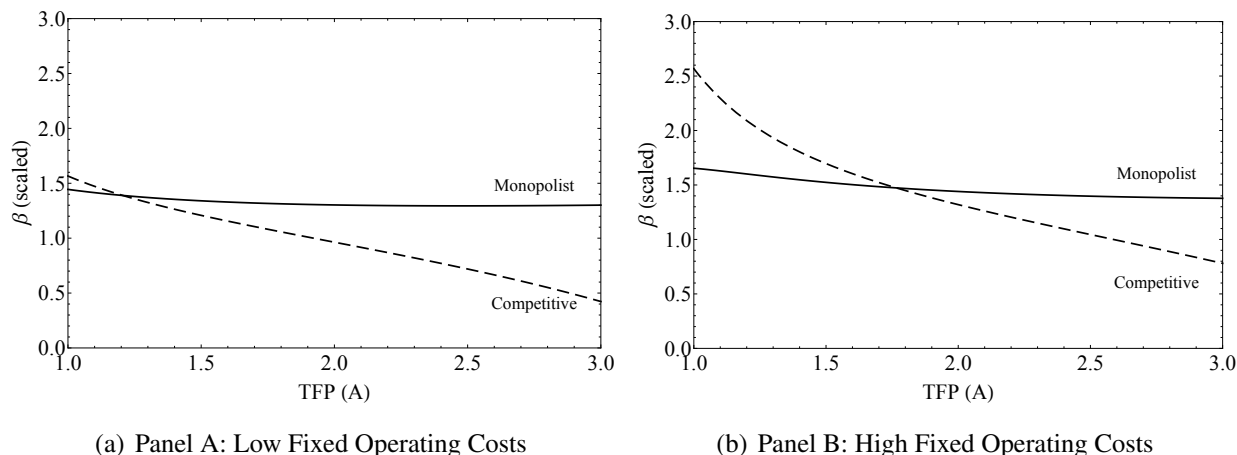 3.0
2.5
2.0
1.5
1.0
0.5
0.0
β (scaled)
Monopolist
Competitive
1.0 1.5 2.0 2.5 3.0
TFP (A)
(a) Panel A: Low Fixed Operating Costs
3.0
2.5
2.0
1.5
1.0
0.5
0.0
β (scaled)
Monopolist
Competitive
1.0 1.5 2.0 2.5 3.0
TFP (A)
(b) Panel B: High Fixed Operating Costs